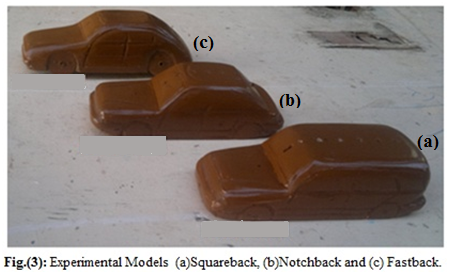 (c)
(b)
(a)
Fig.(3): Experimental Models (a)Squareback, (b)Notchback and (c) Fastback.